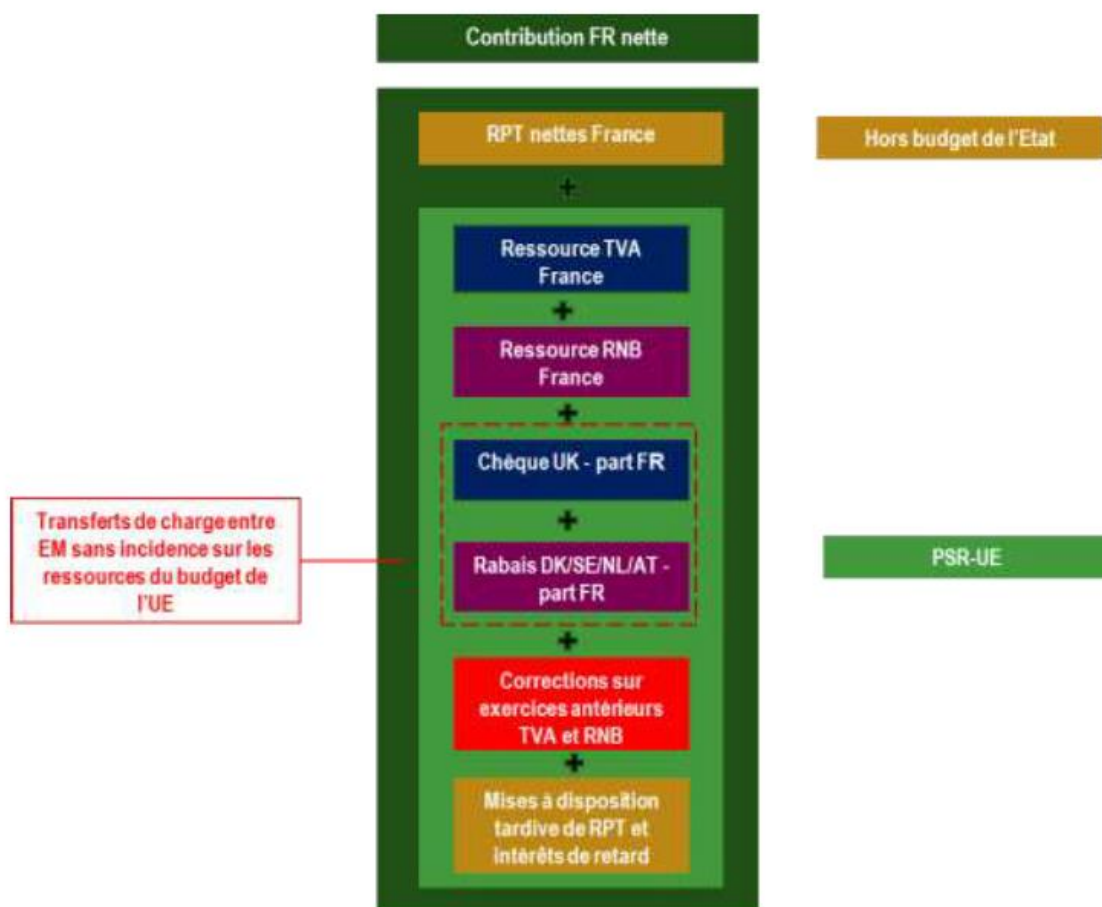 Contribution FR nette
RPT nettes France
Hors budget de l'Etat
+
Ressource TVA
France
+
Ressource RNB
France
+
Chèque UK - part FR
+
Rabais DK/SE/NL/AT -
part FR
Transferts de charge entre
EM sans incidence sur les
ressources du budget de
l'UE
PSR-UE
+
Corrections sur
exercices antérieurs
TVA et RNB
+
Mises à disposition
tardive de RPT et
intérêts de retard